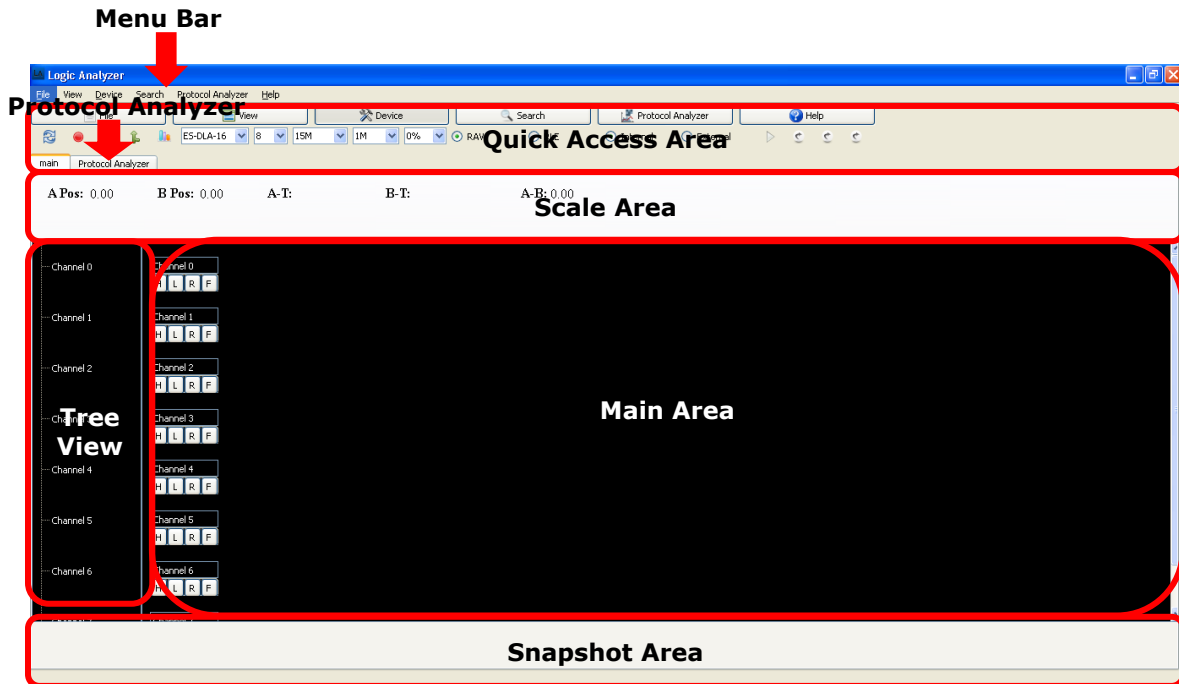 Menu Bar
Logic Analyzer
File View Device Search Protocol Analyzer Help
Protocol Analyzer
File View Device Search Protocol Analyzer Help
ES-DLA-16 8 15M 1M 0% RAW
Quick Access Area
main Protocol Analyzer
A Pos: 0.00 B Pos: 0.00 A-T: B-T: A-B: 0.00
Scale Area
Channel 0 Channel 0
H L R F
Channel 1 Channel 1
H L R F
Channel 2 Channel 2
H L R F
Channel 3
H L R F
Tree View
Main Area
Channel 4 Channel 4
H L R F
Channel 5 Channel 5
H L R F
Channel 6 Channel 6
H L R F
Snapshot Area